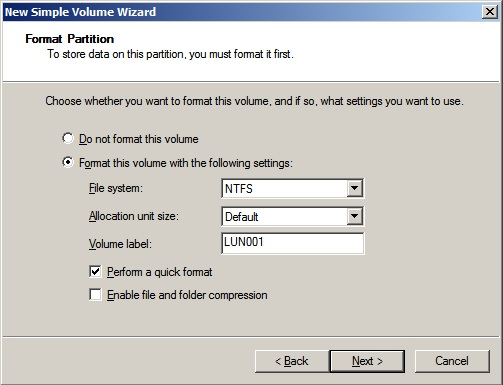 New Simple Volume Wizard
Format Partition
To store data on this partition, you must format it first.
Choose whether you want to format this volume, and if so, what settings you want to use.
Do not format this volume
Format this volume with the following settings:
File system: NTFS
Allocation unit size: Default
Volume label: LUN001
Perform a quick format
Enable file and folder compression
< Back Next > Cancel